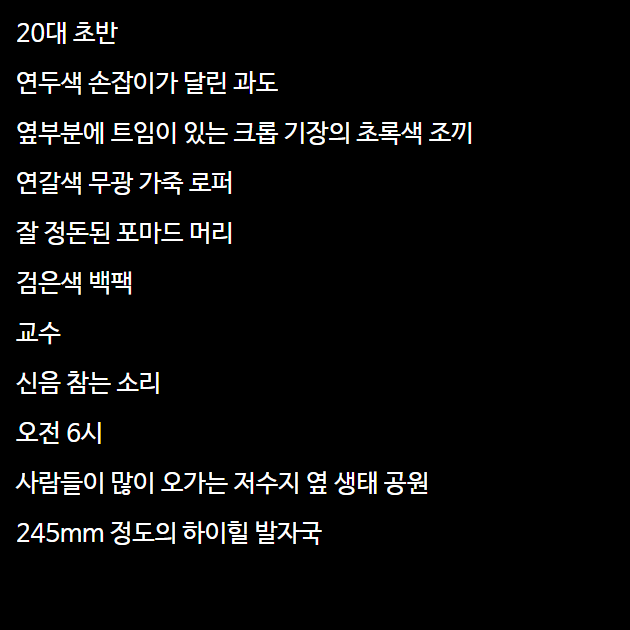 20대 초반
연두색 손잡이가 달린 과도
옆부분에 트임이 있는 크롭 기장의 초록색 조끼
연갈색 무광 가죽 로퍼
잘 정돈된 포마드 머리
검은색 백팩
교수
신음 참는 소리
오전 6시
사람들이 많이 오가는 저수지 옆 생태 공원
245mm 정도의 하이힐 발자국